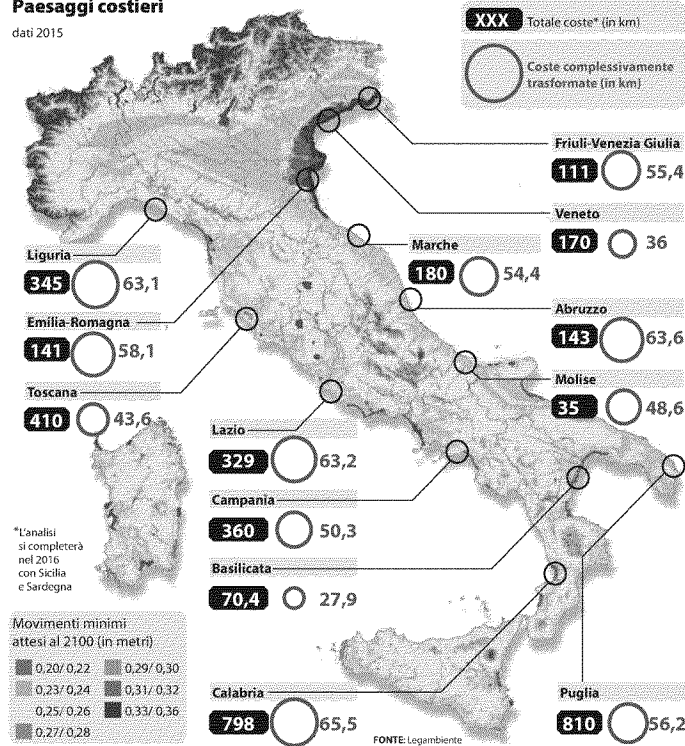 Paesaggi costieri
dati 2015
XXX Totale coste* (in km)
Coste complessivamente
trasformate (in km)
Friuli-Venezia Giulia
111 55,4
Veneto
170 36
Marche
180 54,4
Liguria
345 63,1
Emilia-Romagna
141 58,1
Abruzzo
143 63,6
Toscana
410 43,6
Molise
35 48,6
Lazio
329 63,2
Campania
360 50,3
Basilicata
70,4 27,9
Calabria
798 65,5
Puglia
810 56,2
*L'analisi
si completerà
nel 2016
con Sicilia
e Sardegna
Movimenti minimi
attesi al 2100 (in metri)
0,20/ 0,22 0,29/ 0,30
0,23/ 0,24 0,31/ 0,32
0,25/ 0,26 0,33/ 0,36
0,27/ 0,28
FONTE: Legambiente